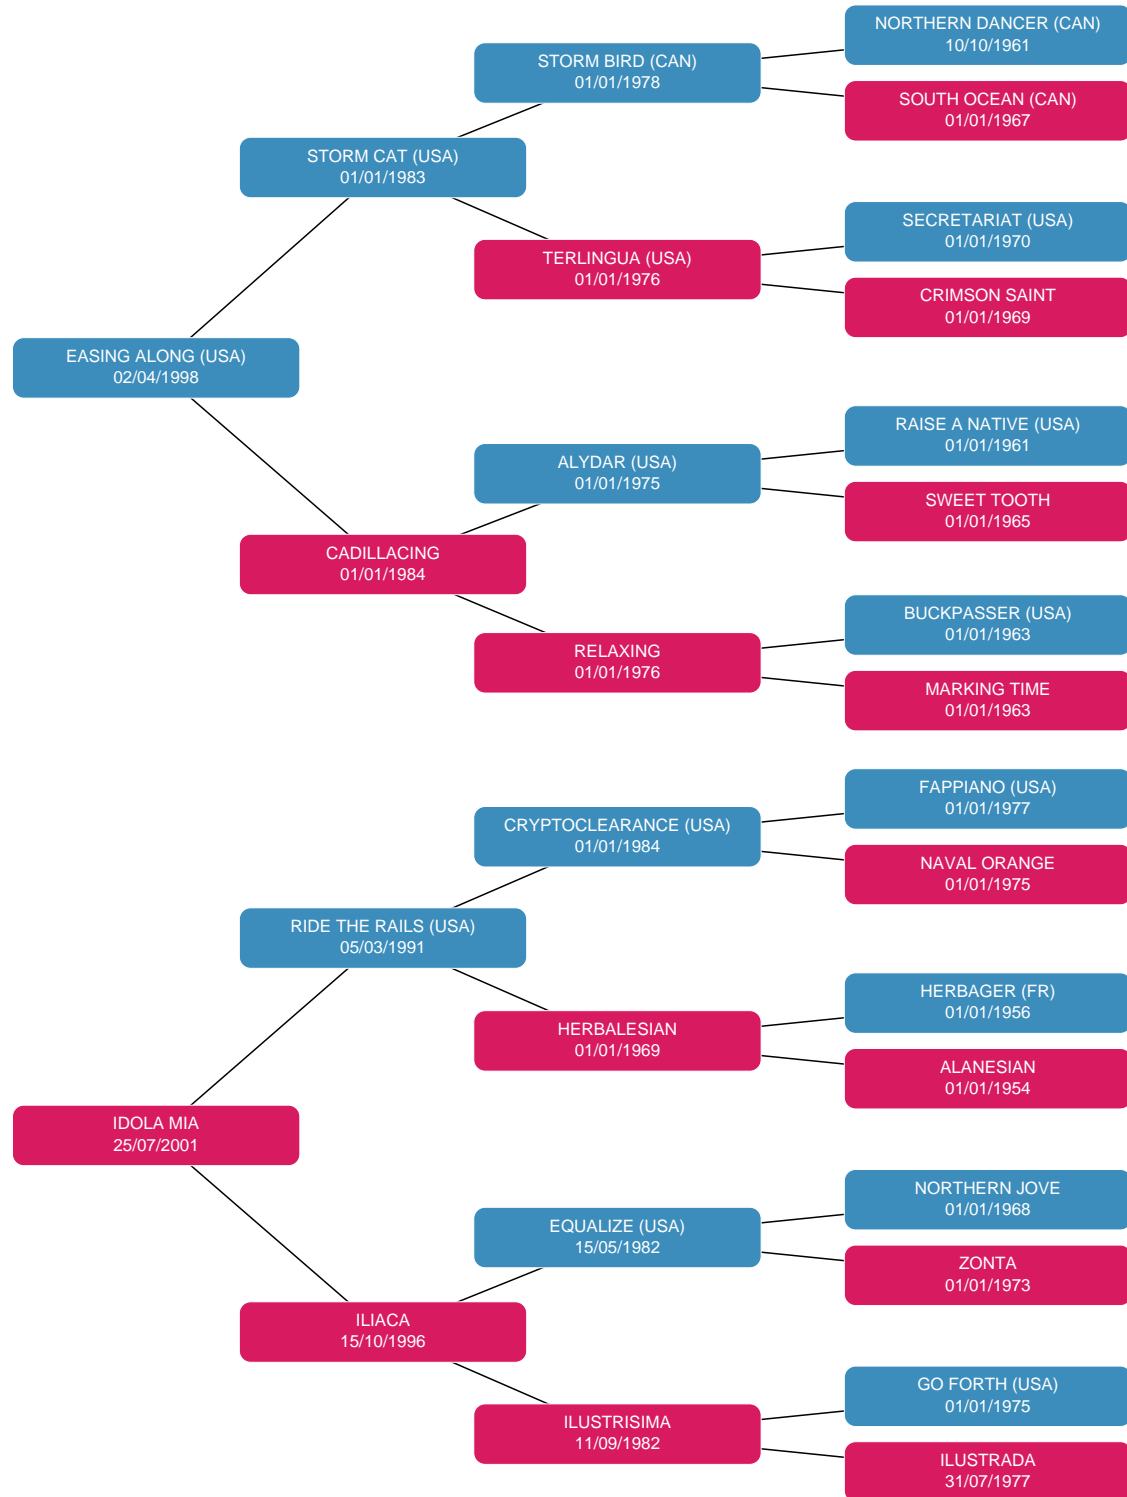 NORTHERN DANCER (CAN)
10/10/1961
STORM BIRD (CAN)
01/01/1978
SOUTH OCEAN (CAN)
01/01/1967
STORM CAT (USA)
01/01/1983
SECRETARIAT (USA)
01/01/1970
TERLINGUA (USA)
01/01/1976
CRIMSON SAINT
01/01/1969
EASING ALONG (USA)
02/04/1998
RAISE A NATIVE (USA)
01/01/1961
ALYDAR (USA)
01/01/1975
SWEET TOOTH
01/01/1965
CADILLACING
01/01/1984
BUCKPASSER (USA)
01/01/1963
RELAXING
01/01/1976
MARKING TIME
01/01/1963
FAPPIANO (USA)
01/01/1977
CRYPTOCLEARANCE (USA)
01/01/1984
NAVAL ORANGE
01/01/1975
RIDE THE RAILS (USA)
05/03/1991
HERBAGER (FR)
01/01/1956
HERBALESIAN
01/01/1969
ALANESIAN
01/01/1954
IDOLA MIA
25/07/2001
NORTHERN JOVE
01/01/1968
EQUALIZE (USA)
15/05/1982
ZONTA
01/01/1973
ILIACA
15/10/1996
GO FORTH (USA)
01/01/1975
ILUSTRISIMA
11/09/1982
ILUSTRADA
31/07/1977